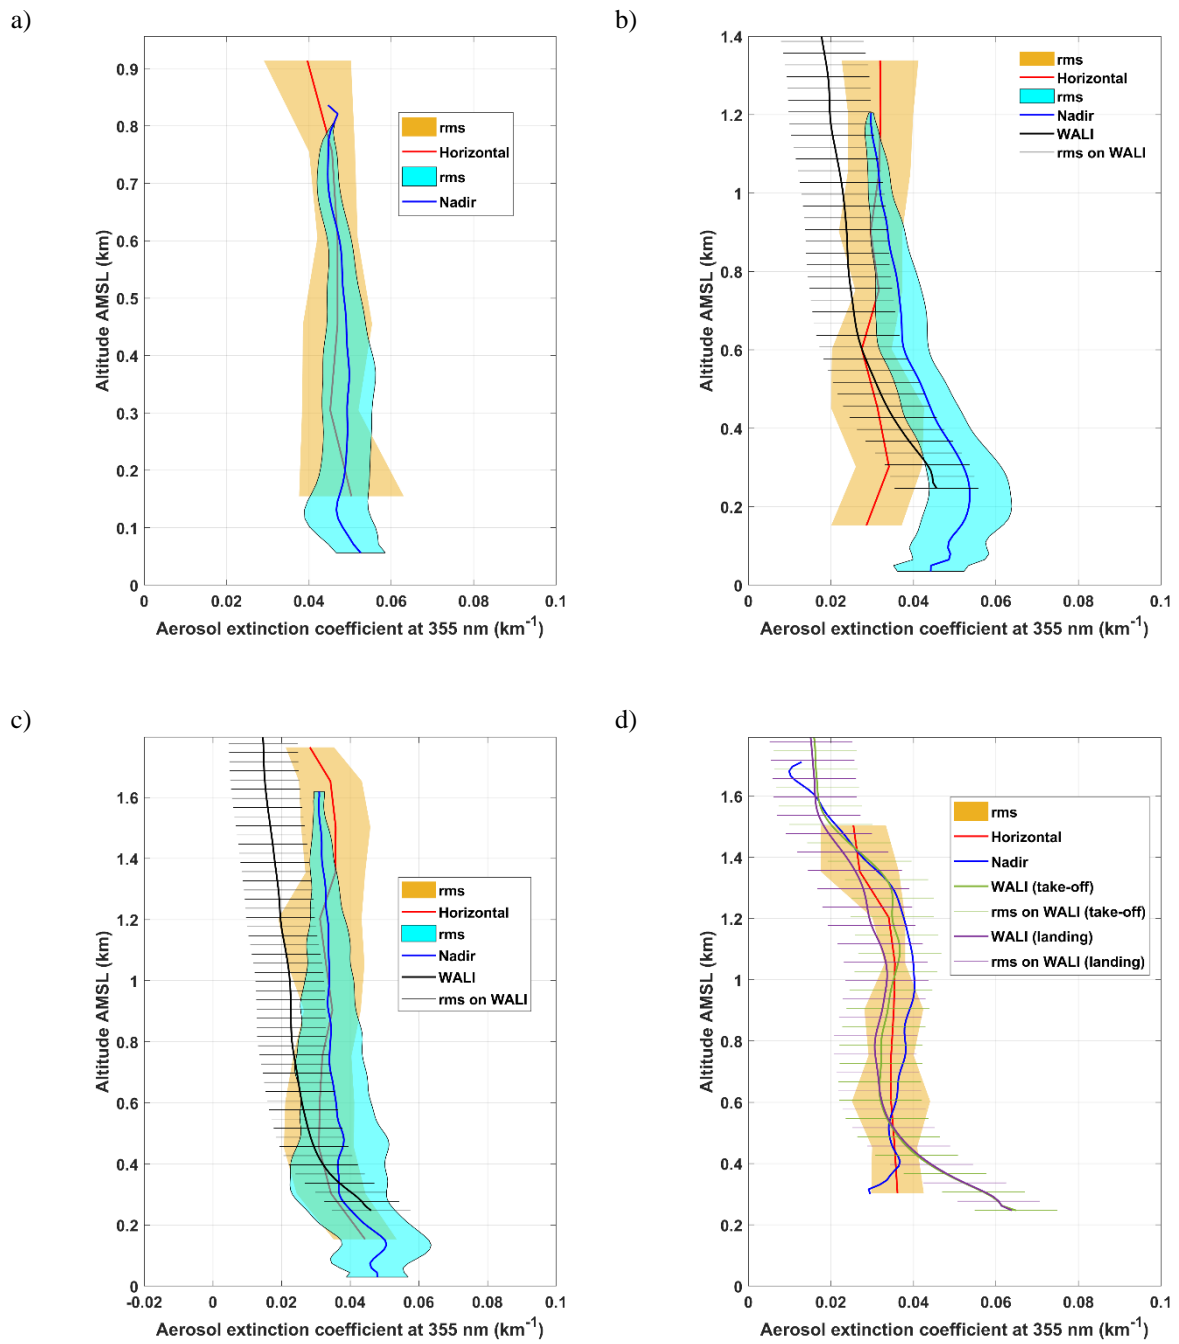 a)
0.9
0.8
0.7
0.6
0.5
0.4
0.3
0.2
0.1
0
0
0.02
0.04
0.06
0.08
0.1
Altitude AMSL (km)
Aerosol extinction coefficient at 355 nm (km-1)
rms
Horizontal
rms
Nadir
b)
1.4
1.2
1
0.8
0.6
0.4
0.2
0
0
0.02
0.04
0.06
0.08
0.1
Altitude AMSL (km)
Aerosol extinction coefficient at 355 nm (km-1)
rms
Horizontal
rms
Nadir
WALI
rms on WALI
c)
1.6
1.4
1.2
1
0.8
0.6
0.4
0.2
0
-0.02
0
0.02
0.04
0.06
0.08
0.1
Altitude AMSL (km)
Aerosol extinction coefficient at 355 nm (km-1)
rms
Horizontal
rms
Nadir
WALI
rms on WALI
d)
1.6
1.4
1.2
1
0.8
0.6
0.4
0.2
0
0
0.02
0.04
0.06
0.08
0.1
Altitude AMSL (km)
Aerosol extinction coefficient at 355 nm (km-1)
rms
Horizontal
Nadir
WALI (take-off)
rms on WALI (take-off)
WALI (landing)
rms on WALI (landing)